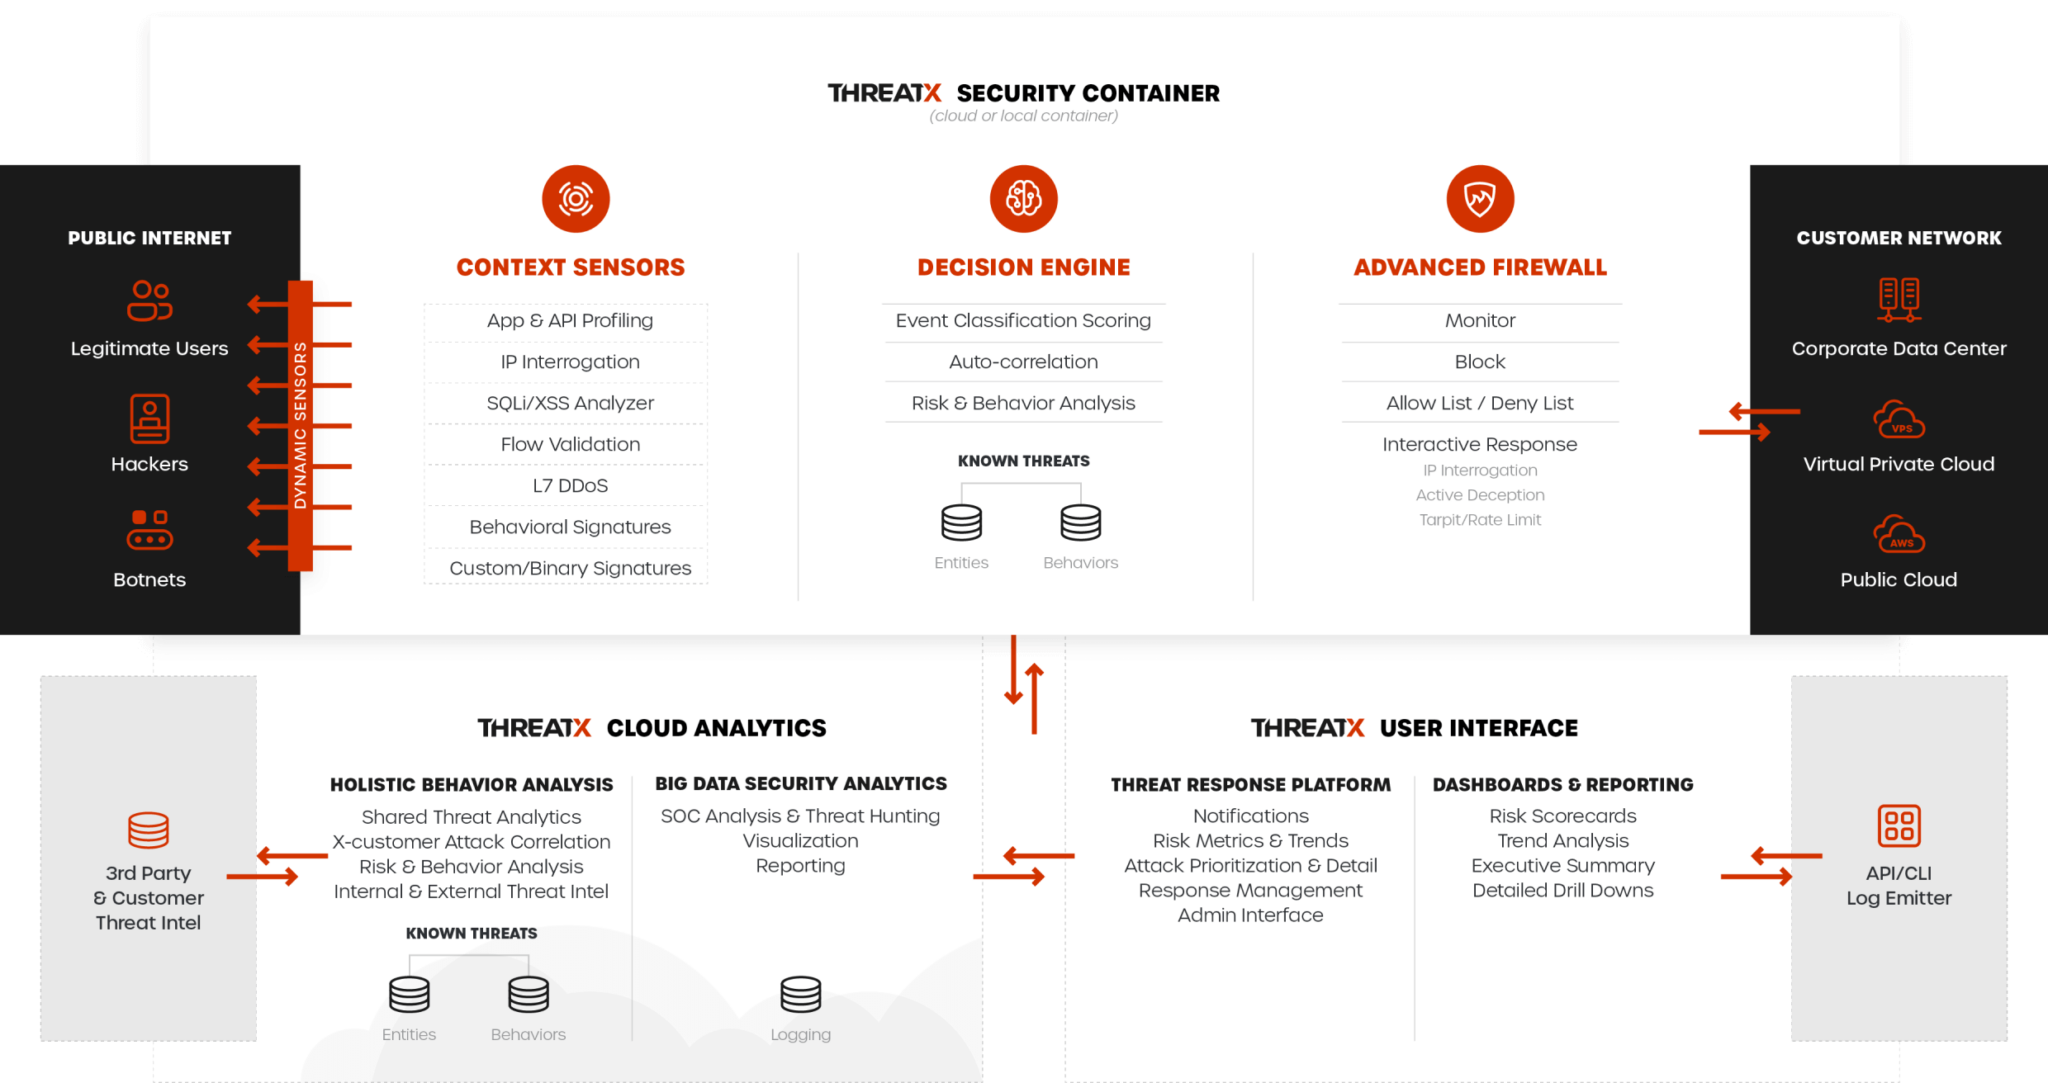 THREATX SECURITY CONTAINER
(cloud or local container)
PUBLIC INTERNET
Legitimate Users
Hackers
Botnets
DYNAMIC SENSORS
CONTEXT SENSORS
App & API Profiling
IP Interrogation
SQLi/XSS Analyzer
Flow Validation
L7 DDoS
Behavioral Signatures
Custom/Binary Signatures
DECISION ENGINE
Event Classification Scoring
Auto-correlation
Risk & Behavior Analysis
KNOWN THREATS
Entities
Behaviors
ADVANCED FIREWALL
Monitor
Block
Allow List / Deny List
Interactive Response
IP Interrogation
Active Deception
Tarpit/Rate Limit
CUSTOMER NETWORK
Corporate Data Center
VPS
Virtual Private Cloud
AWS
Public Cloud
3rd Party
& Customer
Threat Intel
THREATX CLOUD ANALYTICS
HOLISTIC BEHAVIOR ANALYSIS
Shared Threat Analytics
X-customer Attack Correlation
Risk & Behavior Analysis
Internal & External Threat Intel
KNOWN THREATS
Entities
Behaviors
BIG DATA SECURITY ANALYTICS
SOC Analysis & Threat Hunting
Visualization
Reporting
Logging
THREATX USER INTERFACE
THREAT RESPONSE PLATFORM
Notifications
Risk Metrics & Trends
Attack Prioritization & Detail
Response Management
Admin Interface
DASHBOARDS & REPORTING
Risk Scorecards
Trend Analysis
Executive Summary
Detailed Drill Downs
API/CLI
Log Emitter